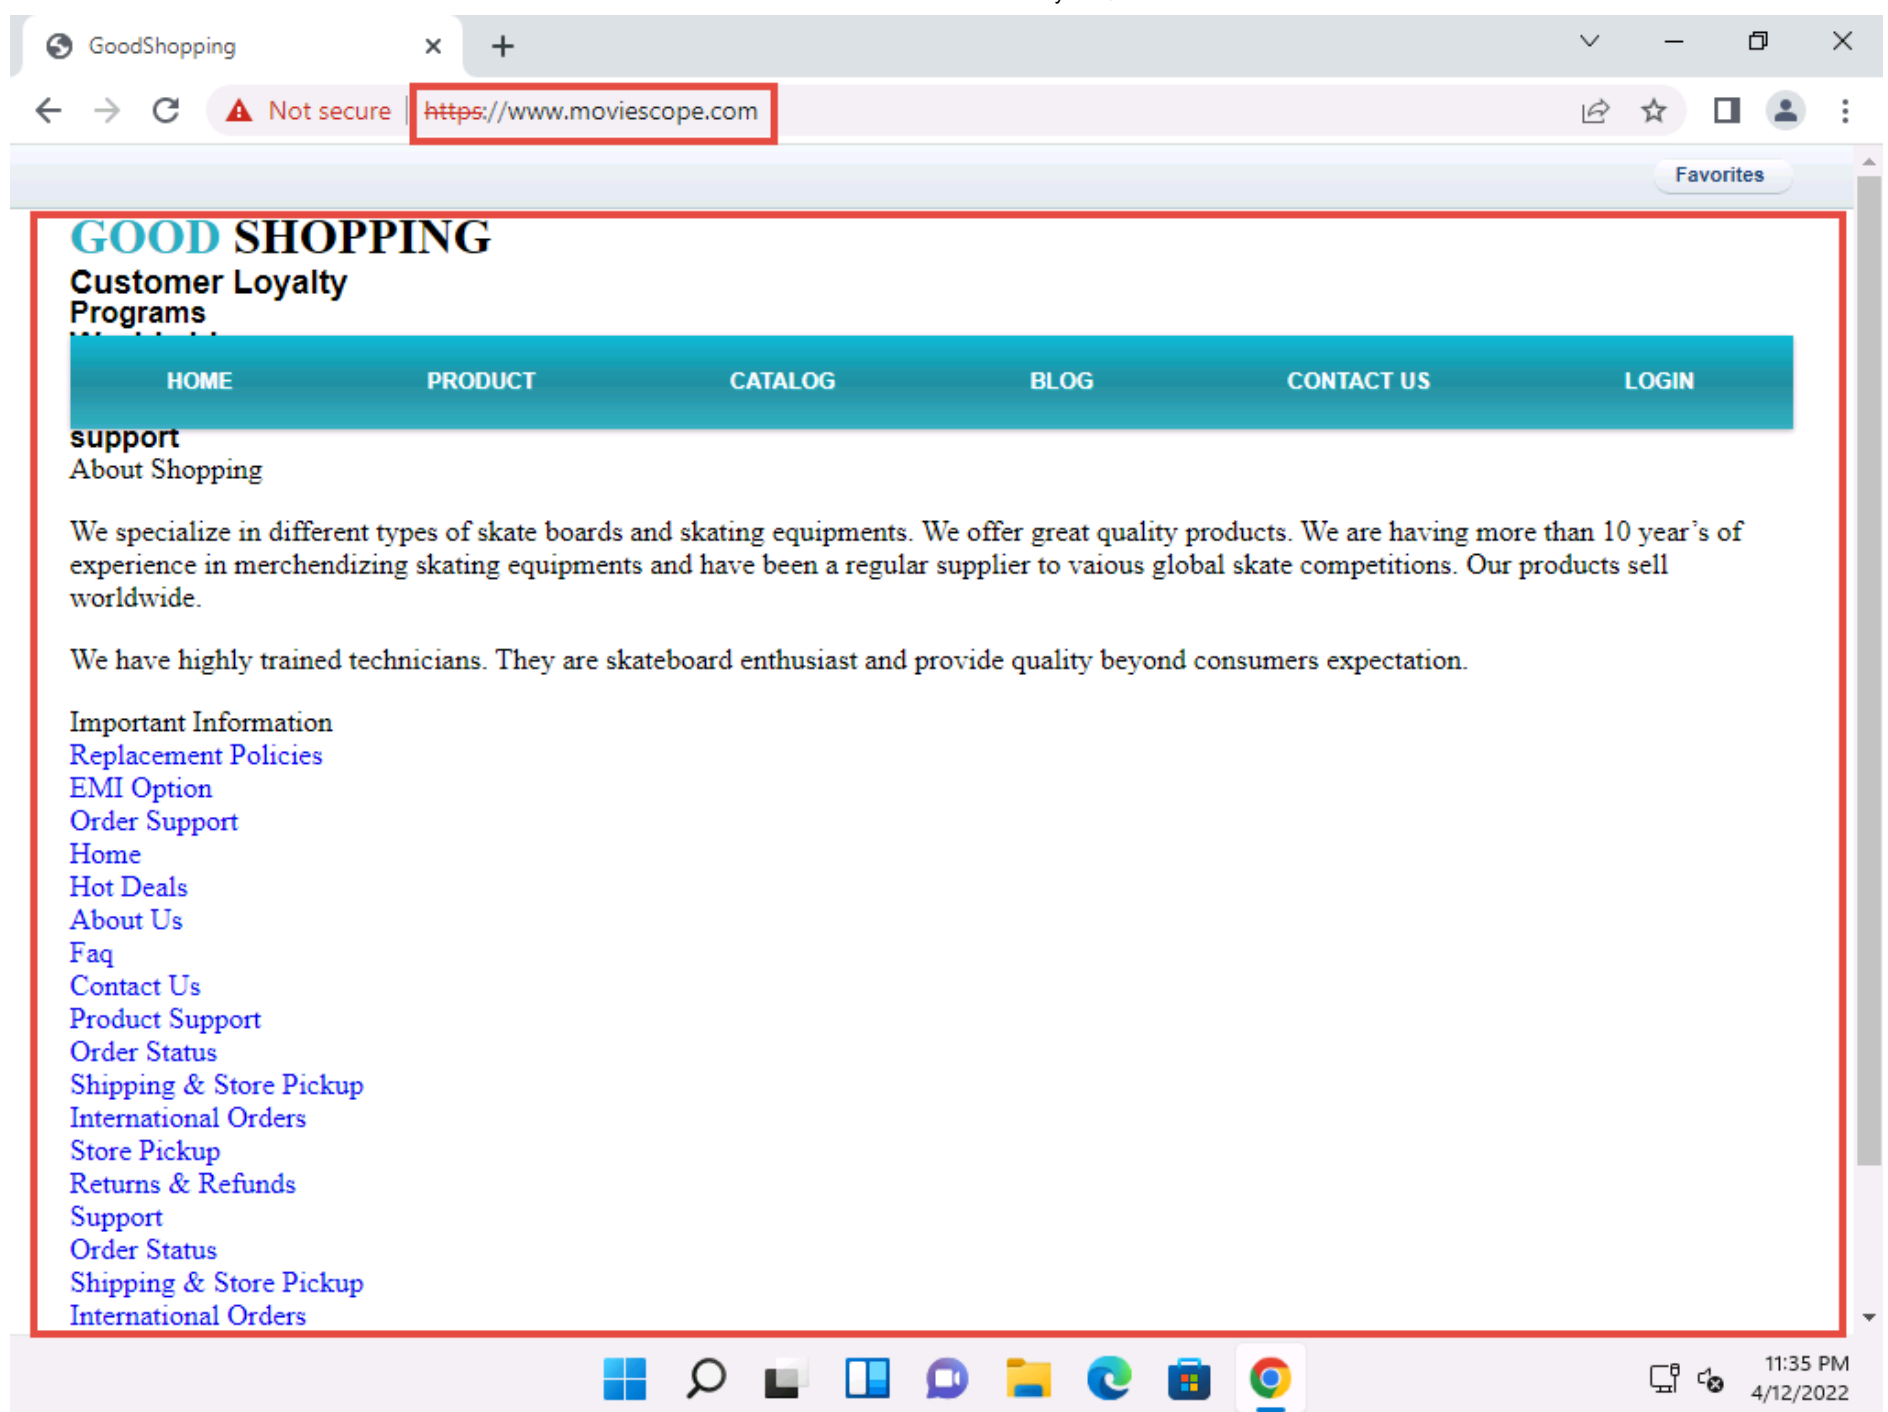 GoodShopping
Not secure
https://www.moviescope.com
Favorites
GOOD SHOPPING
Customer Loyalty
Programs
HOME PRODUCT CATALOG BLOG CONTACT US LOGIN
support
About Shopping
We specialize in different types of skate boards and skating equipments. We offer great quality products. We are having more than 10 year’s of
experience in merchendizing skating equipments and have been a regular supplier to vaious global skate competitions. Our products sell
worldwide.
We have highly trained technicians. They are skateboard enthusiast and provide quality beyond consumers expectation.
Important Information
Replacement Policies
EMI Option
Order Support
Home
Hot Deals
About Us
Faq
Contact Us
Product Support
Order Status
Shipping & Store Pickup
International Orders
Store Pickup
Returns & Refunds
Support
Order Status
Shipping & Store Pickup
International Orders
11:35 PM
4/12/2022